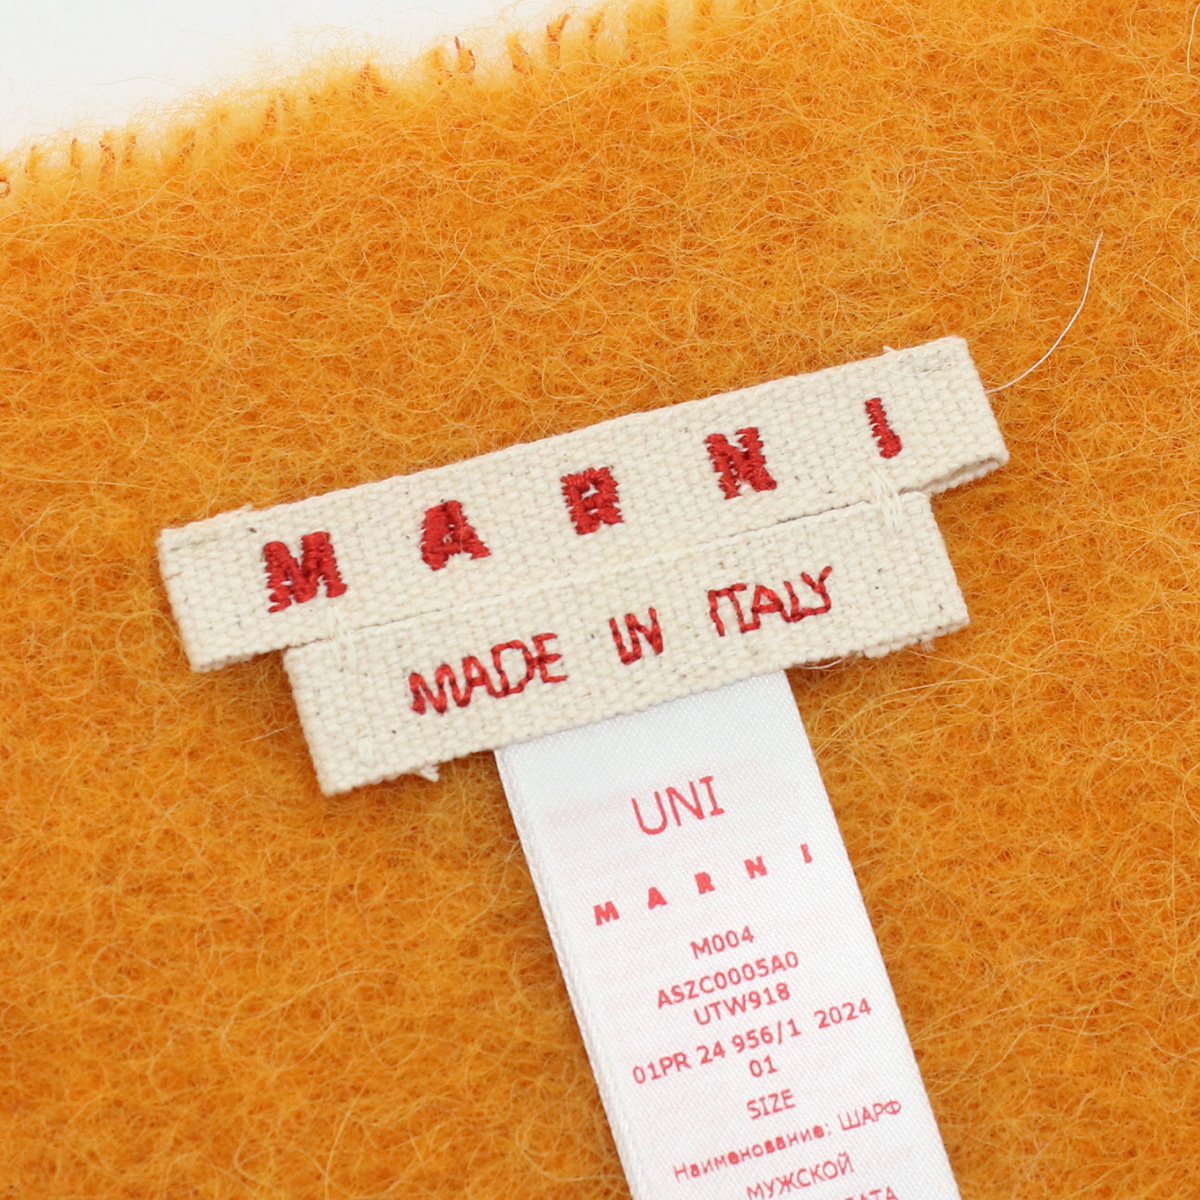 MARNI
MADE IN ITALY
UNI
MARNI
M004
ASZC0005A0
UTW918
01PR 24 956/1 2024
01
SIZE
Наименование: ШАРФ
МУЖСКОЙ